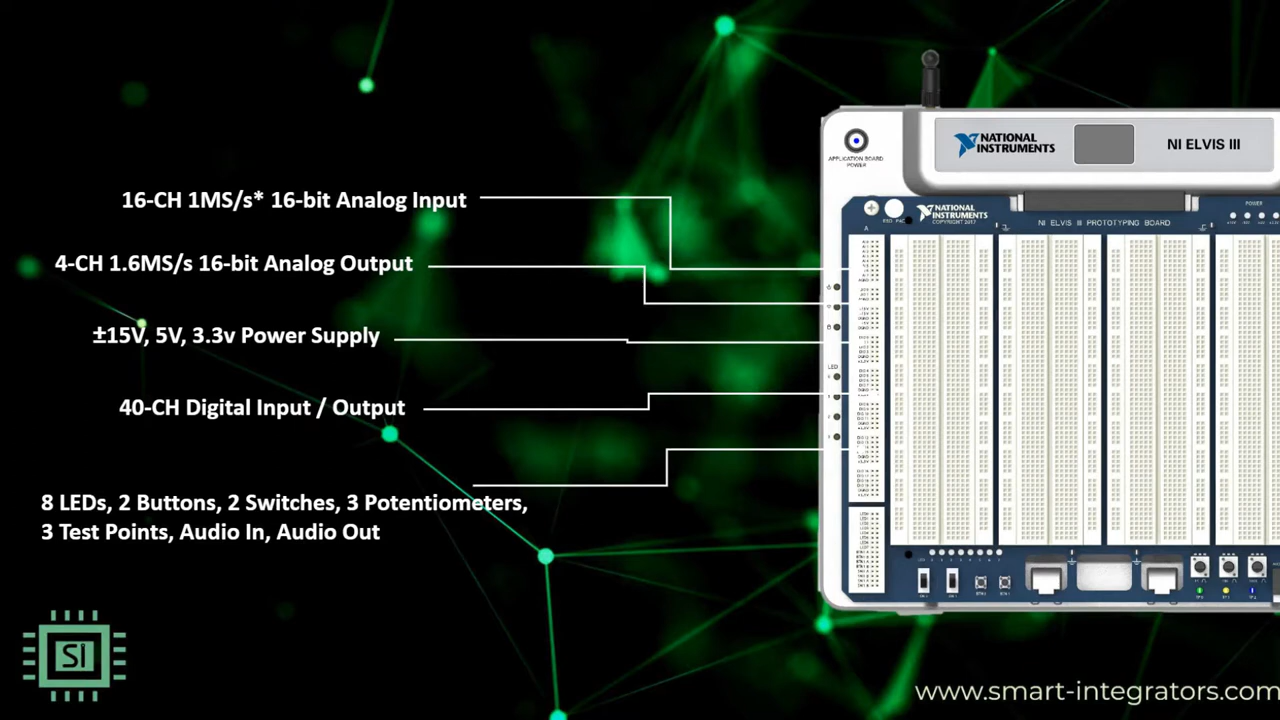 16-CH 1MS/s* 16-bit Analog Input
4-CH 1.6MS/s 16-bit Analog Output
±15V, 5V, 3.3v Power Supply
40-CH Digital Input / Output
8 LEDs, 2 Buttons, 2 Switches, 3 Potentiometers,
3 Test Points, Audio In, Audio Out
SI
APPLICATION BOARD
POWER
NATIONAL
INSTRUMENTS
NI ELVIS III
NATIONAL
INSTRUMENTS
COPYRIGHT 2017
NI ELVIS III PROTOTYPING BOARD
POWER
A
LED
www.smart-integrators.com